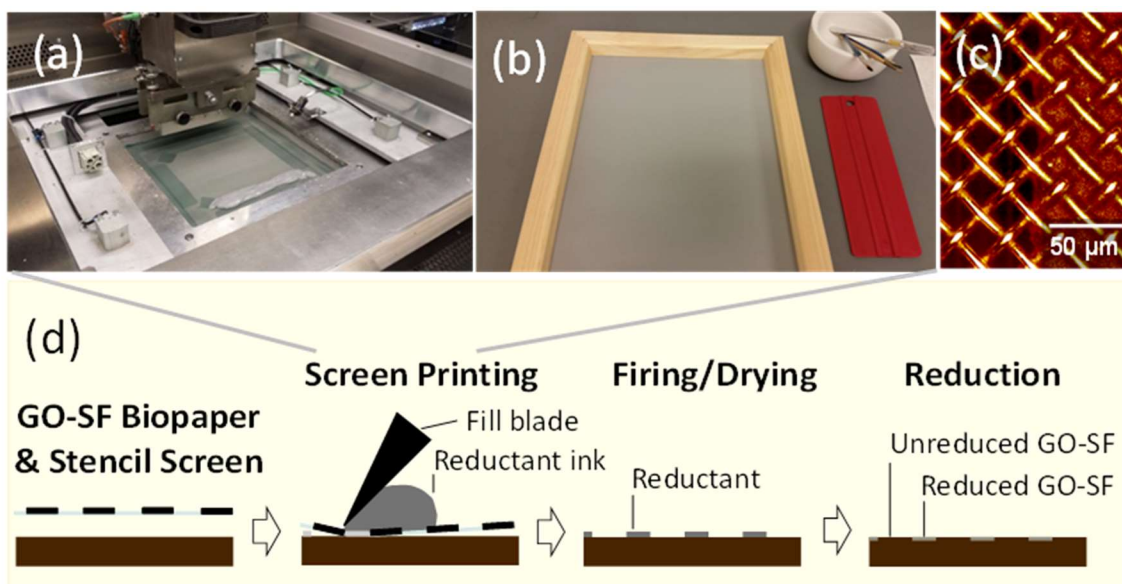 (a)
(b)
(c)
50 µm
(d)
Screen Printing
Firing/Drying
Reduction
GO-SF Biopaper
& Stencil Screen
Fill blade
Reductant ink
Reductant
Unreduced GO-SF
Reduced GO-SF